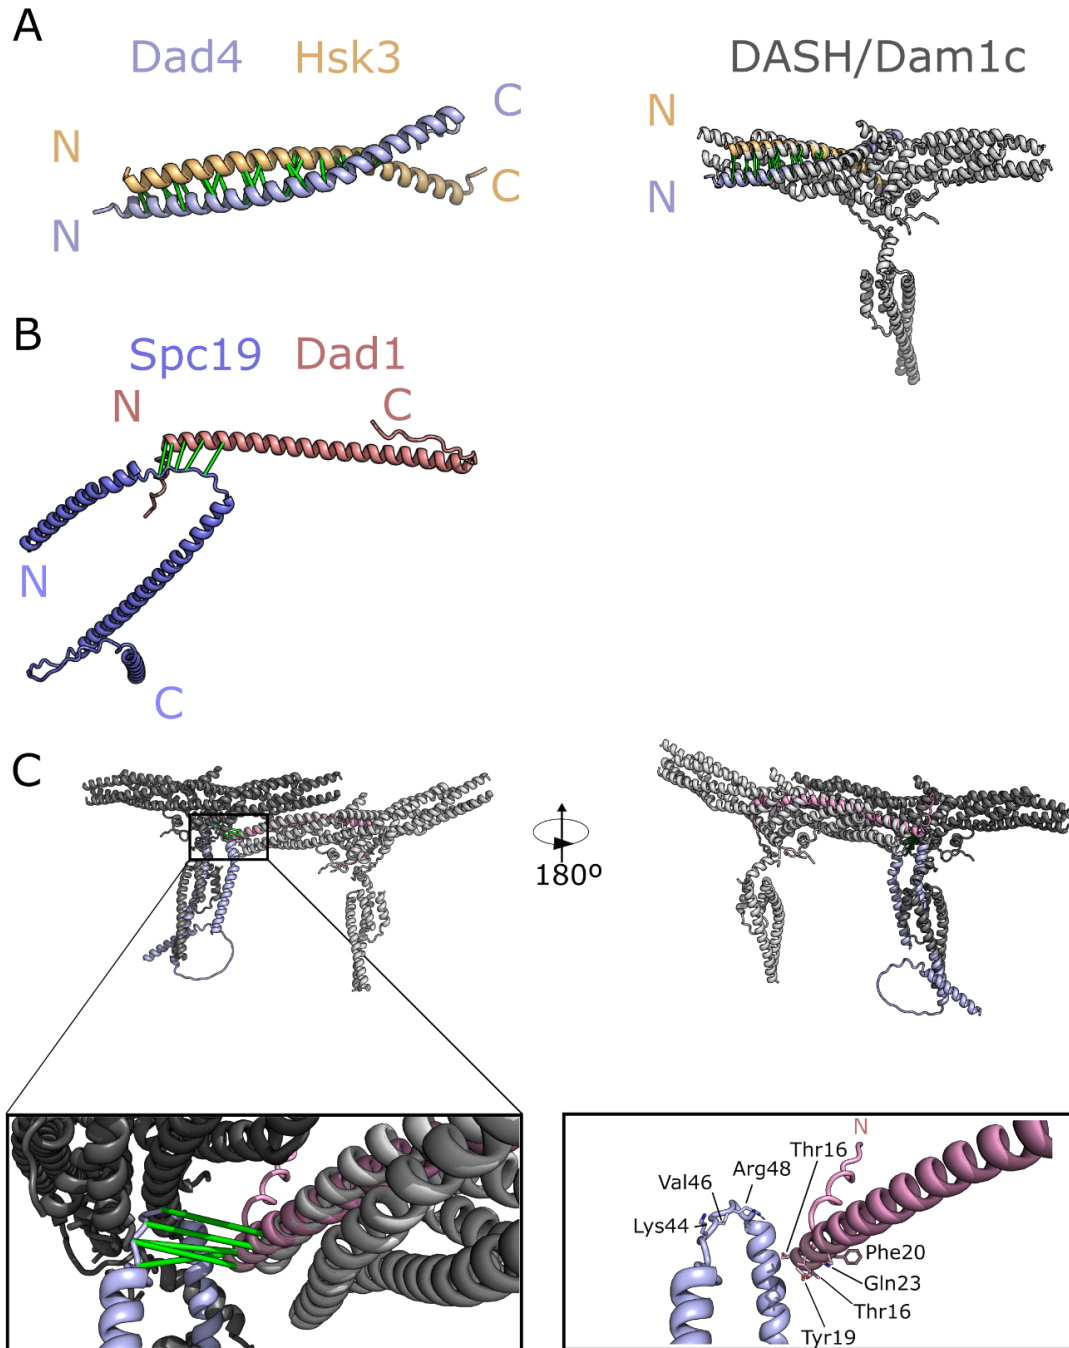 A
Dad4 Hsk3
DASH/Dam1c
C
N
N
C
N
N
B
Spc19 Dad1
N
C
N
C
C
180º
N
Thr16
Arg48
Val46
Lys44
Phe20
Gln23
Thr16
Tyr19